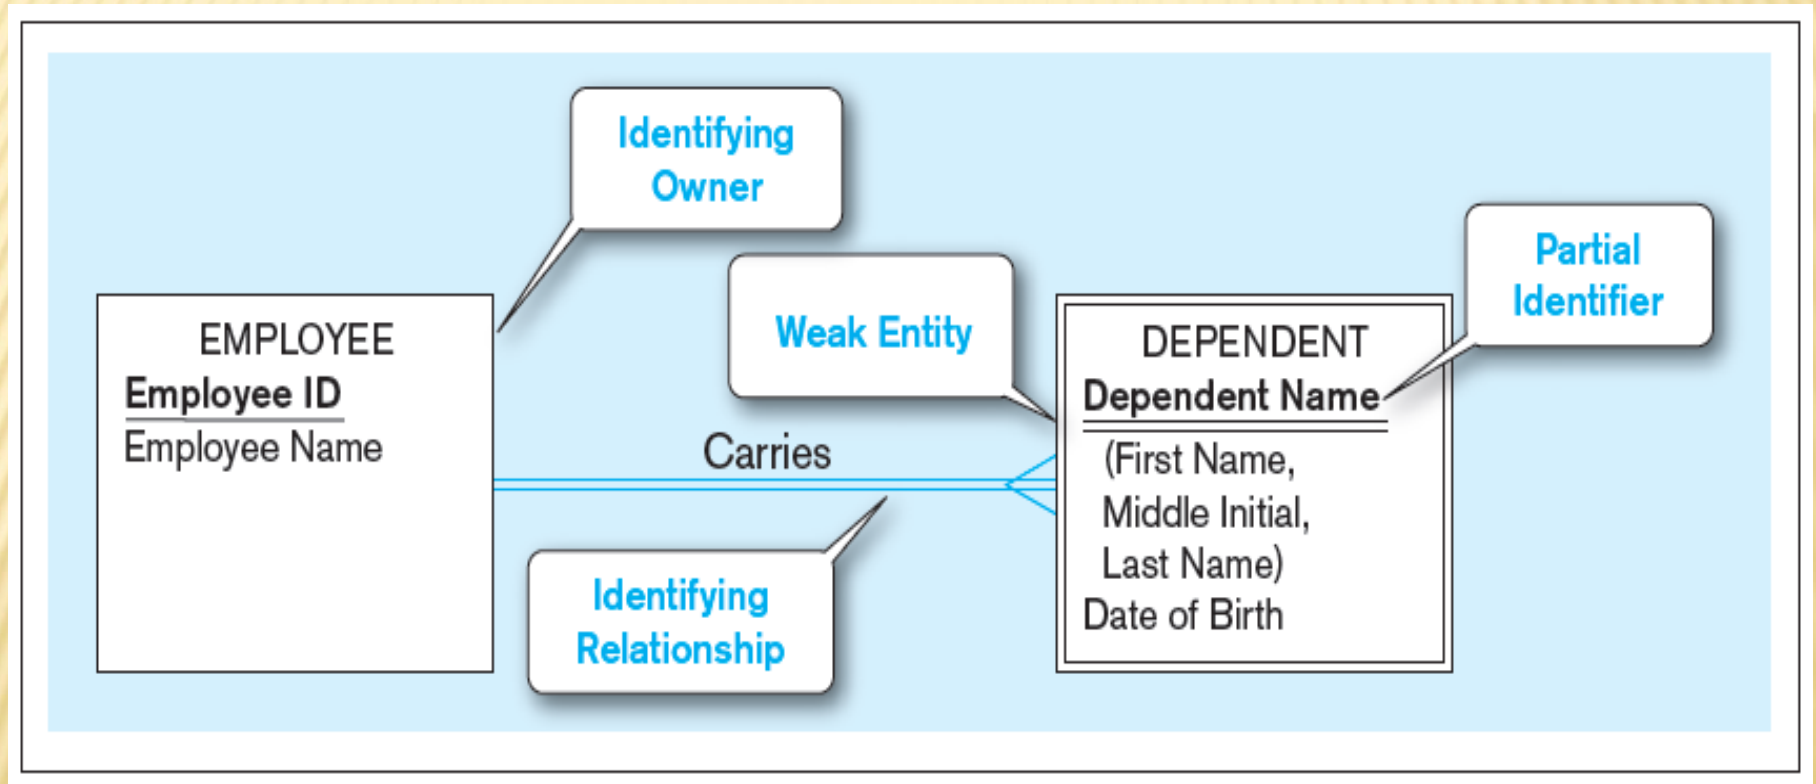 Identifying
Owner
Partial
Identifier
Weak Entity
EMPLOYEE
Employee ID
Employee Name
Carries
DEPENDENT
Dependent Name
(First Name,
Middle Initial,
Last Name)
Date of Birth
Identifying
Relationship